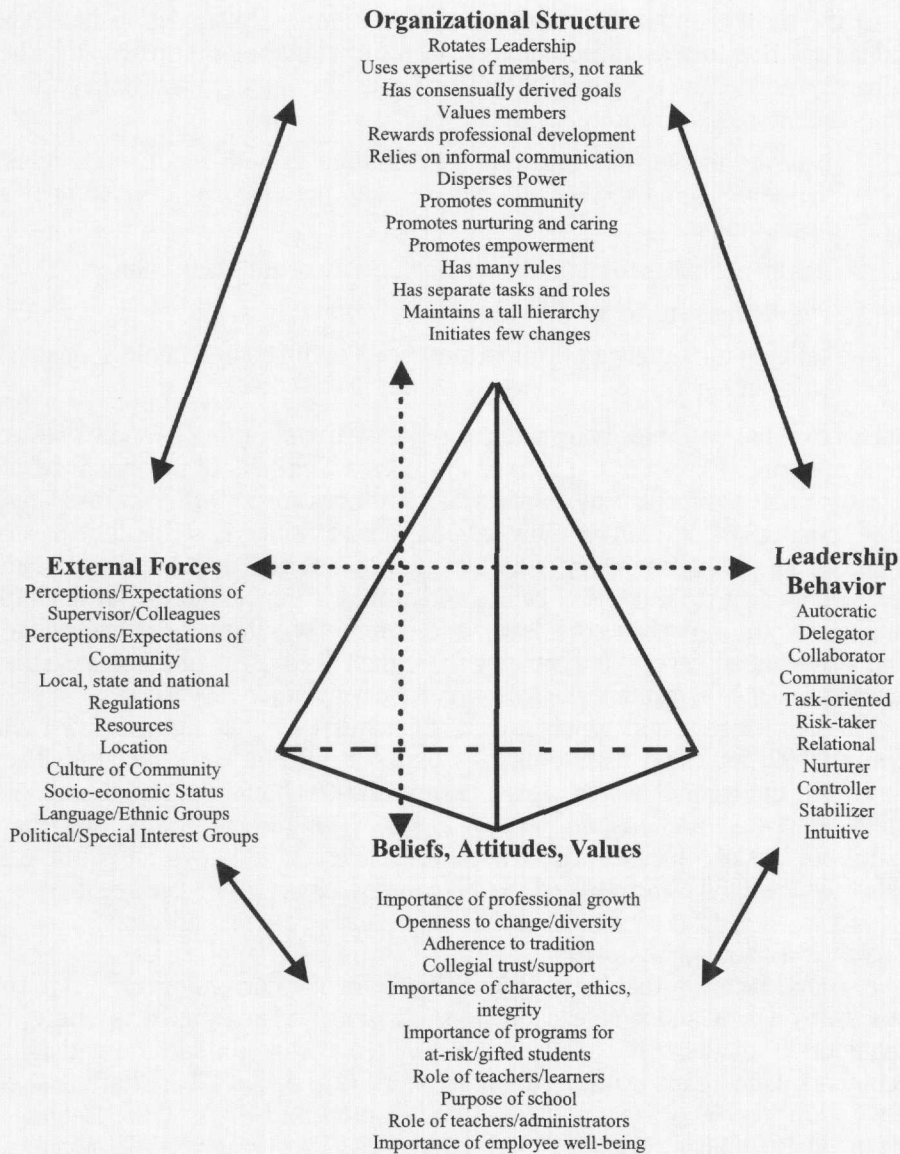 Organizational Structure
Rotates Leadership
Uses expertise of members, not rank
Has consensually derived goals
Values members
Rewards professional development
Relies on informal communication
Disperses Power
Promotes community
Promotes nurturing and caring
Promotes empowerment
Has many rules
Has separate tasks and roles
Maintains a tall hierarchy
Initiates few changes
External Forces
Perceptions/Expectations of
Supervisor/Colleagues
Perceptions/Expectations of
Community
Local, state and national
Regulations
Resources
Location
Culture of Community
Socio-economic Status
Language/Ethnic Groups
Political/Special Interest Groups
Leadership
Behavior
Autocratic
Delegator
Collaborator
Communicator
Task-oriented
Risk-taker
Relational
Nurturer
Controller
Stabilizer
Intuitive
Beliefs, Attitudes, Values
Importance of professional growth
Openness to change/diversity
Adherence to tradition
Collegial trust/support
Importance of character, ethics,
integrity
Importance of programs for
at-risk/gifted students
Role of teachers/learners
Purpose of school
Role of teachers/administrators
Importance of employee well-being